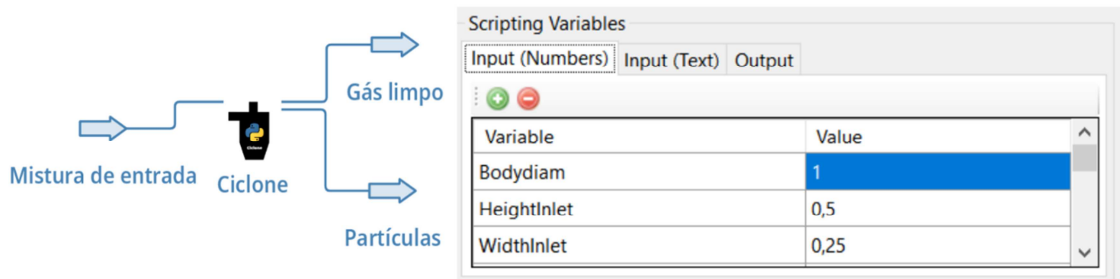 Mistura de entrada
Ciclone
Ciclone
Gás limpo
Partículas
Scripting Variables
Input (Numbers) Input (Text) Output
Variable Value
Bodydiam 1
HeightInlet 0,5
WidthInlet 0,25